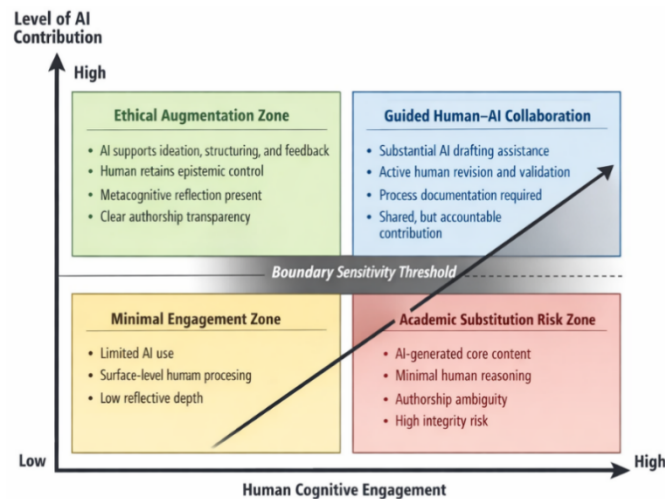 Level of AI
Contribution
High
Ethical Augmentation Zone
• AI supports ideation, structuring, and feedback
• Human retains epistemic control
• Metacognitive reflection present
• Clear authorship transparency
Guided Human–AI Collaboration
• Substantial AI drafting assistance
• Active human revision and validation
• Process documentation required
• Shared, but accountable
contribution
Boundary Sensitivity Threshold
Minimal Engagement Zone
• Limited AI use
• Surface-level humam procesing
• Low reflective depth
Academic Substitution Risk Zone
• AI-generated core content
• Minimal human reasoning
• Authorship ambiguity
• High integrity risk
Low
High
Human Cognitive Engagement